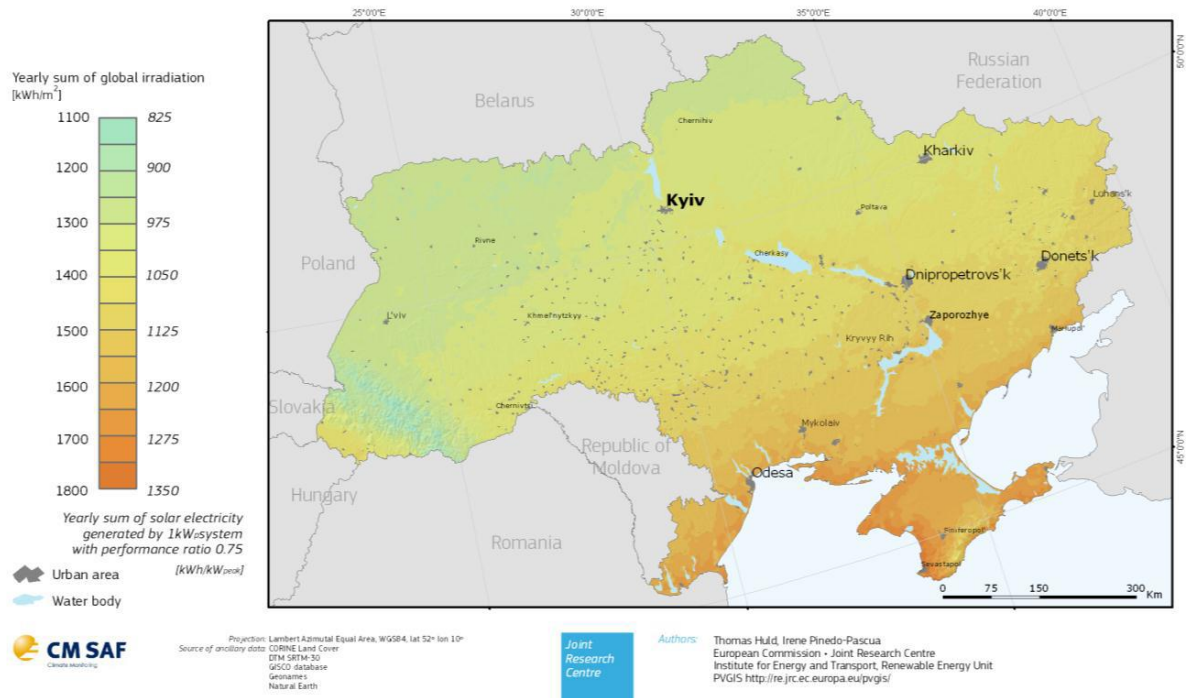 25°0'0"E
30°0'0"E
35°0'0"E
40°0'0"E
50°0'0"N
45°0'0"N
Yearly sum of global irradiation
[kWh/m²]
1100 825
1200 900
1300 975
1400 1050
1500 1125
1600 1200
1700 1275
1800 1350
Yearly sum of solar electricity
generated by 1kWp system
with performance ratio 0.75
[kWh/kWpeak]
Urban area
Water body
Belarus
Russian
Federation
Poland
Slovakia
Hungary
Romania
Republic of
Moldova
Chernihiv
Kharkiv
Kyiv
Luhans'k
Poltava
Rivne
Cherkasy
Donets'k
Dnipropetrovs'k
L'viv
Khmel'nytzkyy
Zaporozhye
Mariupol'
Kryvyy Rih
Chernivtsi
Mykolaiv
Odesa
Simferopol'
Sevastapol
0 75 150 300
Km
CM SAF
Climate Monitoring
Projection: Lambert Azimutal Equal Area, WGS84, lat 52° lon 10°
Source of ancillary data: CORINE Land Cover
DTM SRTM-30
GISCO database
Geonames
Natural Earth
Joint
Research
Centre
Authors: Thomas Huld, Irene Pinedo-Pascua
European Commission • Joint Research Centre
Institute for Energy and Transport, Renewable Energy Unit
PVGIS http://re.jrc.ec.europa.eu/pvgis/